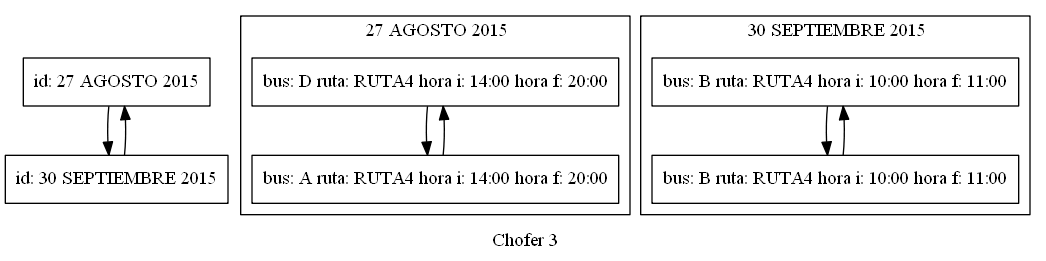 27 AGOSTO 2015
30 SEPTIEMBRE 2015
id: 27 AGOSTO 2015
bus: D ruta: RUTA4 hora i: 14:00 hora f: 20:00
bus: B ruta: RUTA4 hora i: 10:00 hora f: 11:00
id: 30 SEPTIEMBRE 2015
bus: A ruta: RUTA4 hora i: 14:00 hora f: 20:00
bus: B ruta: RUTA4 hora i: 10:00 hora f: 11:00
Chofer 3